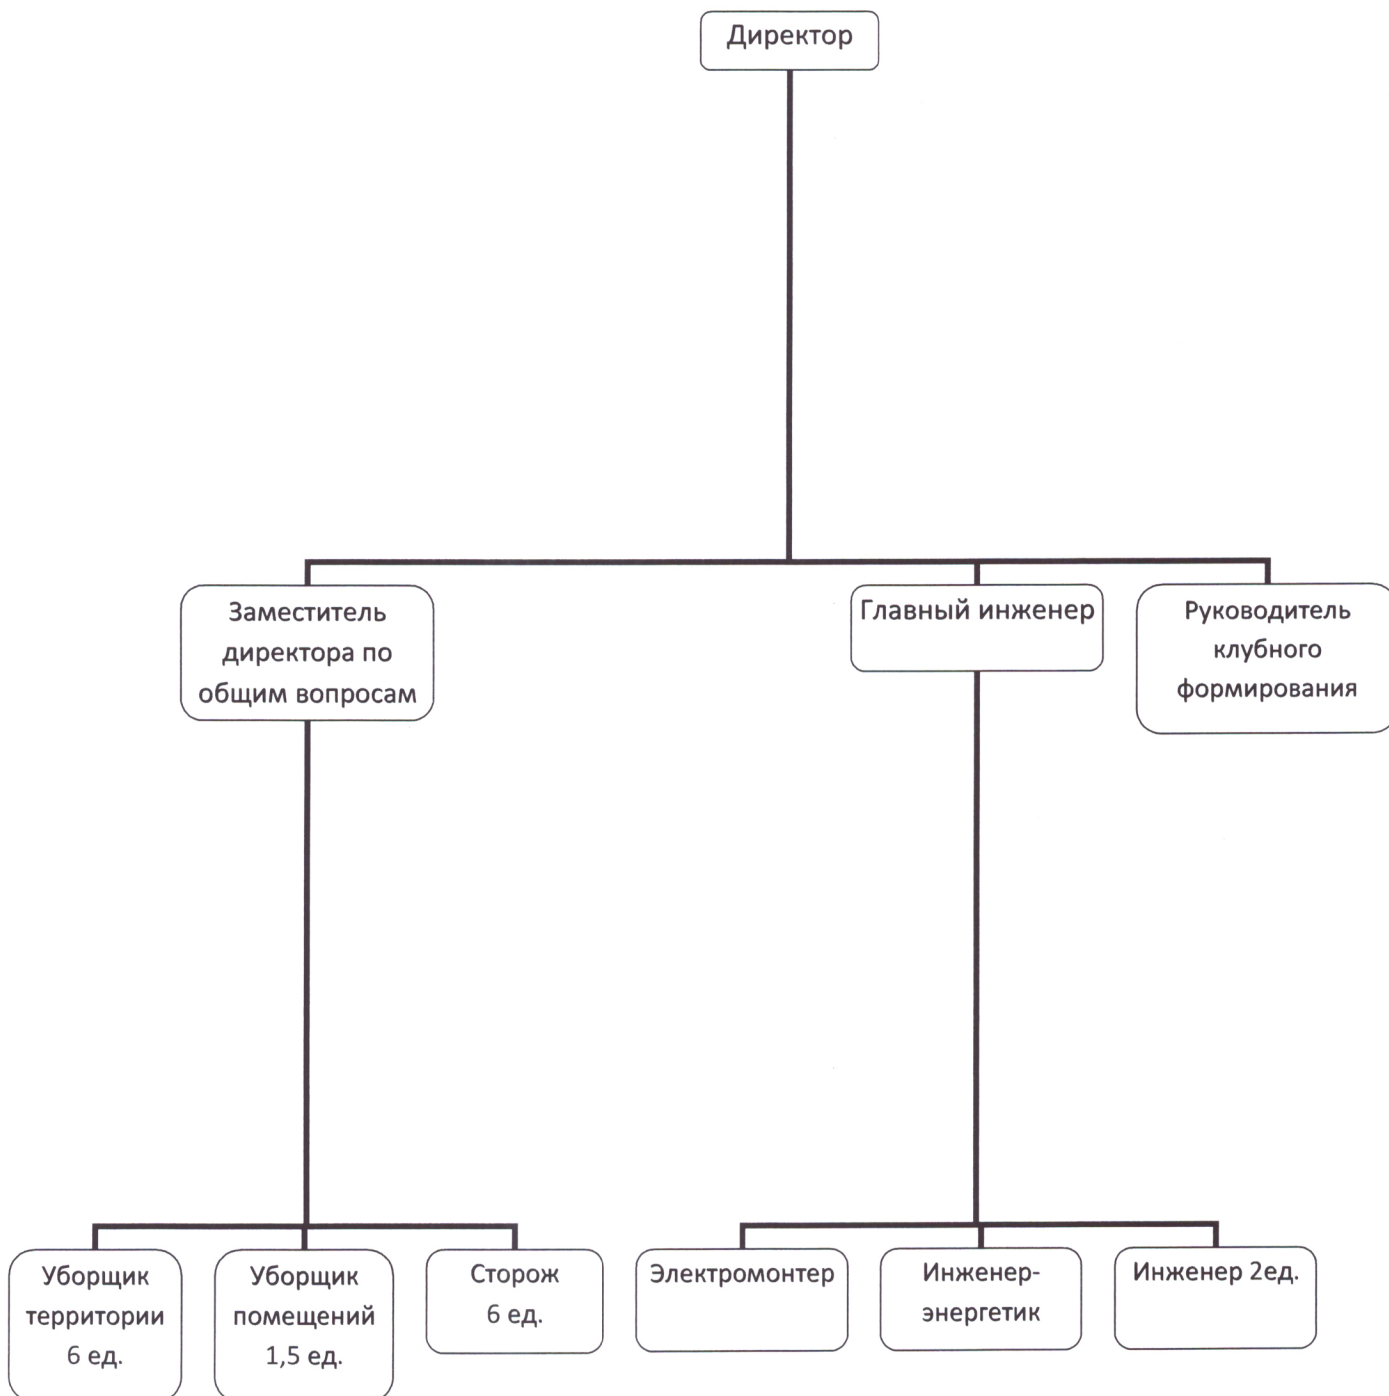 Директор
Заместитель
директора по
общим вопросам
Главный инженер
Руководитель
клубного
формирования
Уборщик
территории
6 ед.
Уборщик
помещений
1,5 ед.
Сторож
6 ед.
Электромонтер
Инженер-
энергетик
Инженер 2ед.